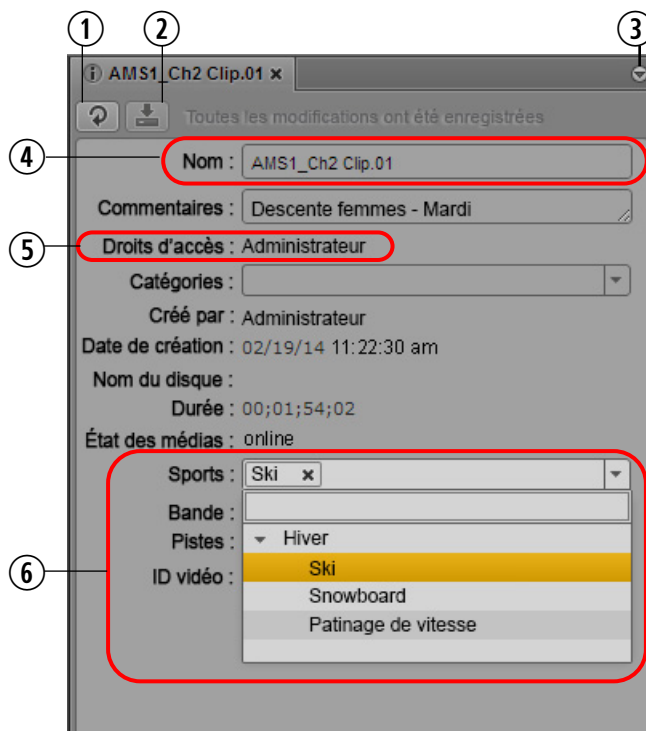 1 2 3
AMS1_Ch2 Clip.01
Toutes les modifications ont été enregistrées
4 Nom : AMS1_Ch2 Clip.01
Commentaires : Descente femmes - Mardi
5 Droits d'accès : Administrateur
Catégories :
Créé par : Administrateur
Date de création : 02/19/14 11:22:30 am
Nom du disque :
Durée : 00;01;54;02
État des médias : online
Sports : Ski
Bande :
Pistes : Hiver
6 ID vidéo : Ski
Snowboard
Patinage de vitesse